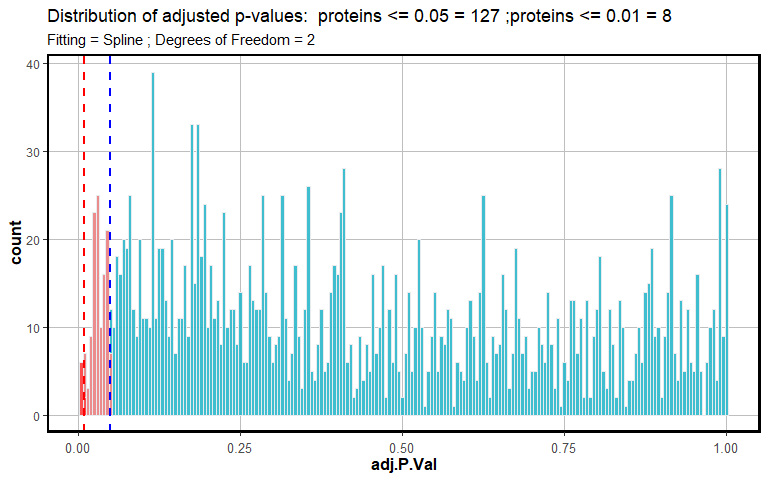 Distribution of adjusted p-values:  proteins <= 0.05 = 127 ;proteins <= 0.01 = 8
Fitting = Spline ; Degrees of Freedom = 2
40
30
20
10
0
count
0.00 0.25 0.50 0.75 1.00
adj.P.Val